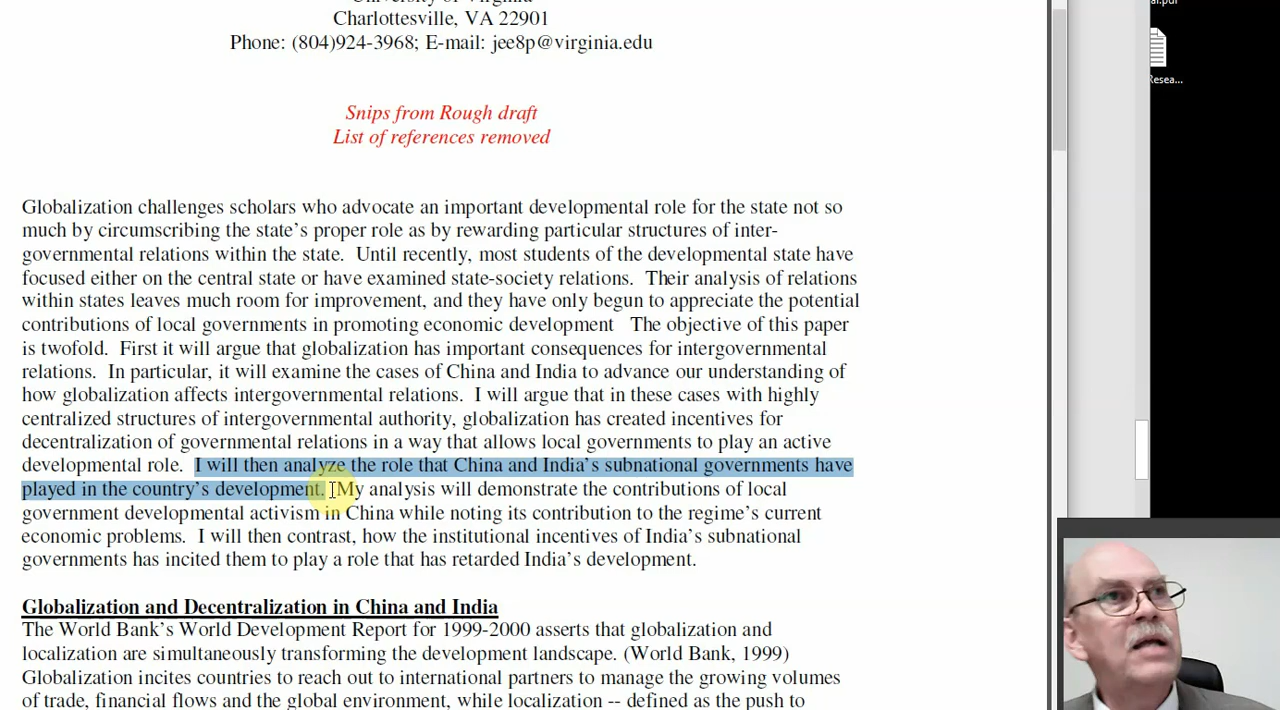 University of Virginia
Charlottesville, VA 22901
Phone: (804)924-3968; E-mail: jee8p@virginia.edu
Snips from Rough draft
List of references removed
Globalization challenges scholars who advocate an important developmental role for the state not so
much by circumscribing the state’s proper role as by rewarding particular structures of inter-
governmental relations within the state.  Until recently, most students of the developmental state have
focused either on the central state or have examined state-society relations.  Their analysis of relations
within states leaves much room for improvement, and they have only begun to appreciate the potential
contributions of local governments in promoting economic development   The objective of this paper
is twofold.  First it will argue that globalization has important consequences for intergovernmental
relations.  In particular, it will examine the cases of China and India to advance our understanding of
how globalization affects intergovernmental relations.  I will argue that in these cases with highly
centralized structures of intergovernmental authority, globalization has created incentives for
decentralization of governmental relations in a way that allows local governments to play an active
developmental role.  I will then analyze the role that China and India’s subnational governments have
played in the country’s development.  My analysis will demonstrate the contributions of local
government developmental activism in China while noting its contribution to the regime’s current
economic problems.  I will then contrast, how the institutional incentives of India’s subnational
governments has incited them to play a role that has retarded India’s development.
Globalization and Decentralization in China and India
The World Bank’s World Development Report for 1999-2000 asserts that globalization and
localization are simultaneously transforming the development landscape. (World Bank, 1999)
Globalization incites countries to reach out to international partners to manage the growing volumes
of trade, financial flows and the global environment, while localization -- defined as the push to
al.pdf
Resea...